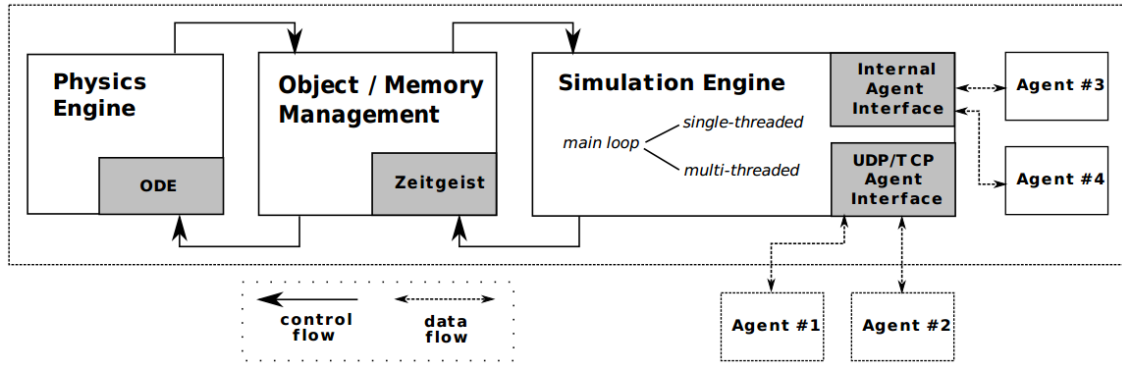 Physics
Engine
ODE
Object / Memory
Management
Zeitgeist
Simulation Engine
main loop
single-threaded
multi-threaded
Internal
Agent
Interface
UDP/TCP
Agent
Interface
Agent #3
Agent #4
control
flow
data
flow
Agent #1
Agent #2